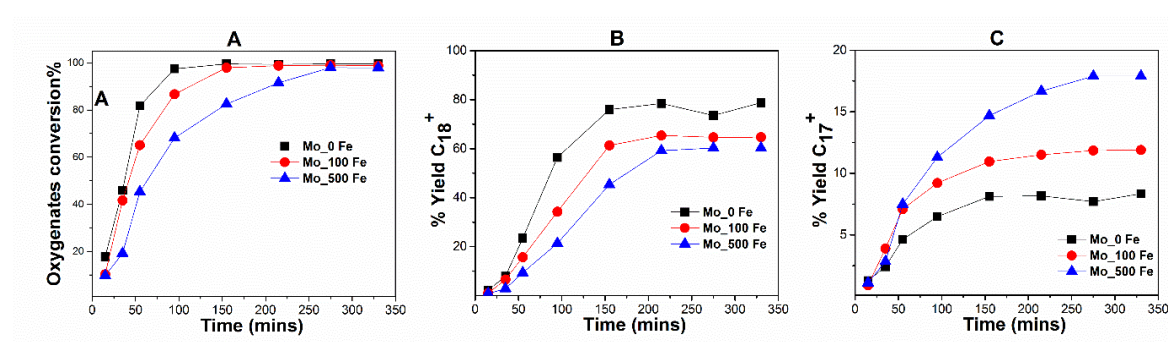 A
Oxygenates conversion%
A
100
80
60
40
20
0 50 100 150 200 250 300 350
Time (mins)
Mo_0 Fe
Mo_100 Fe
Mo_500 Fe
B
% Yield C18+
100
80
60
40
20
0 50 100 150 200 250 300 350
Time (mins)
Mo_0 Fe
Mo_100 Fe
Mo_500 Fe
C
% Yield C17+
20
15
10
5
0 50 100 150 200 250 300 350
Time (mins)
Mo_0 Fe
Mo_100 Fe
Mo_500 Fe